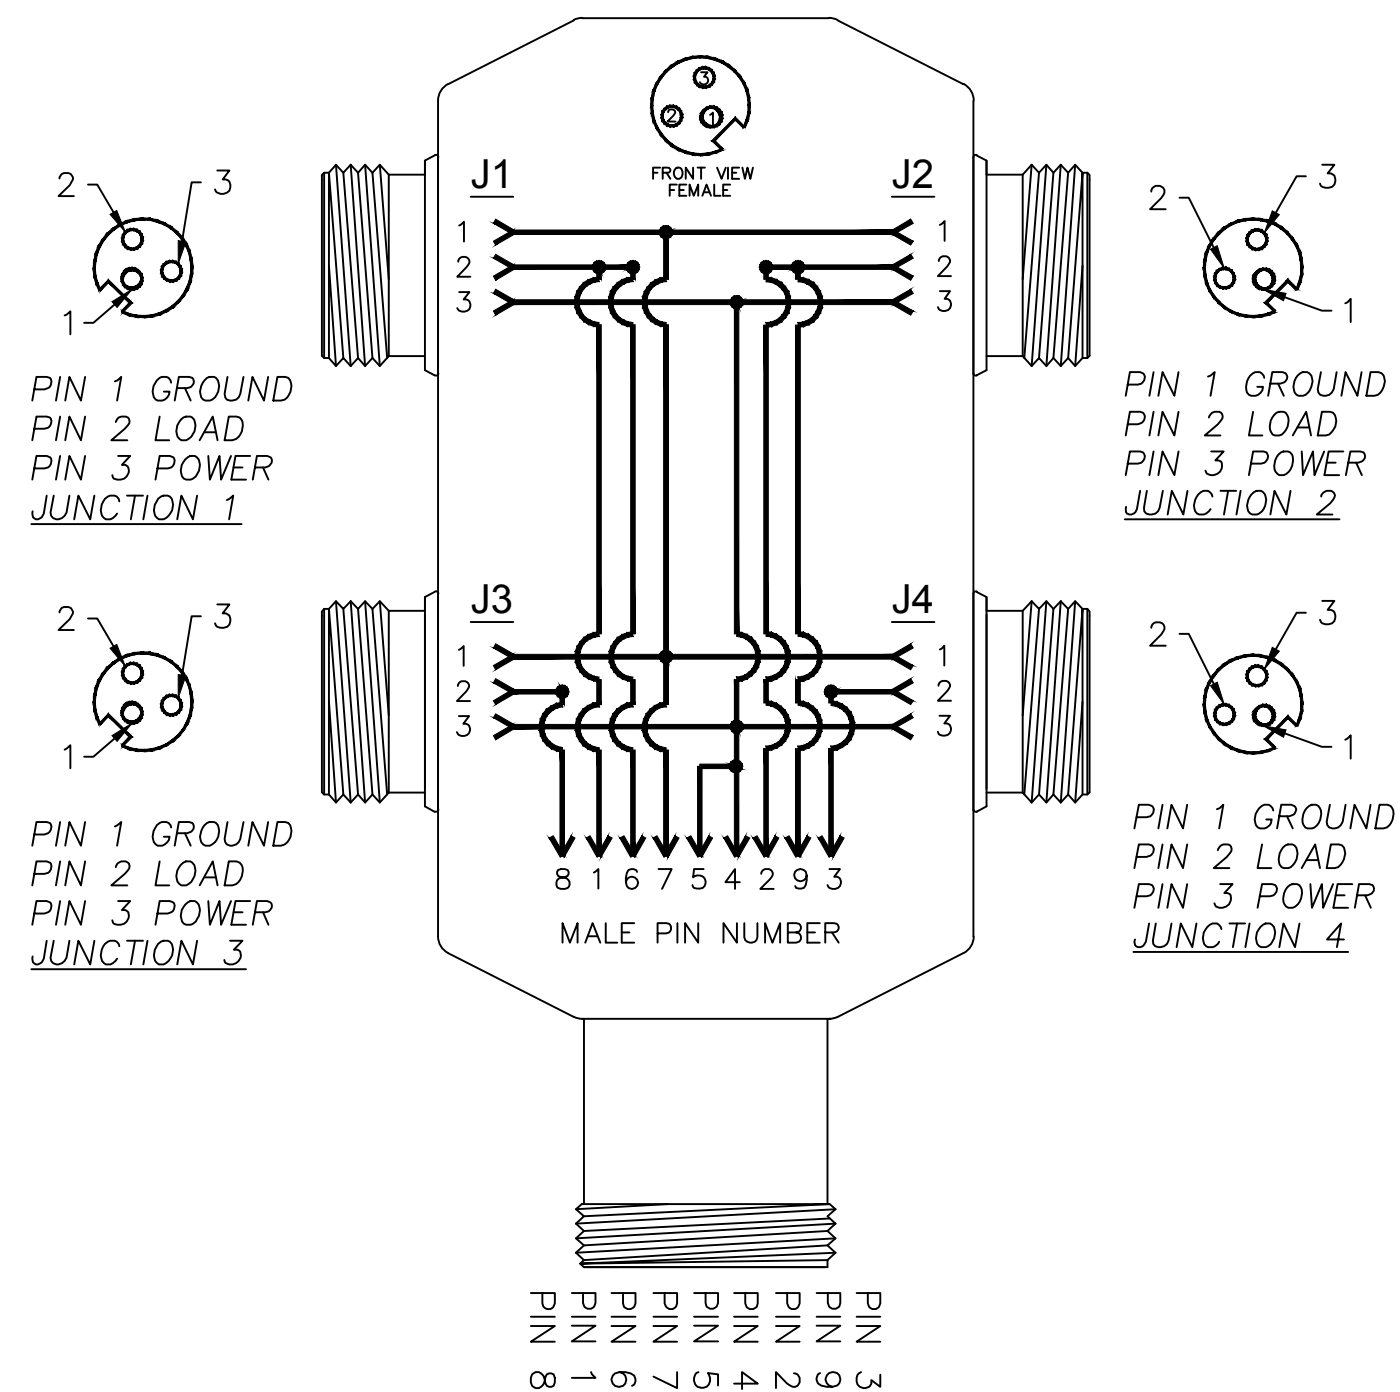 3
2 1
FRONT VIEW
FEMALE
J1
1
2
3
J2
1
2
3
2 3
1
PIN 1 GROUND
PIN 2 LOAD
PIN 3 POWER
JUNCTION 1
2 3
1
PIN 1 GROUND
PIN 2 LOAD
PIN 3 POWER
JUNCTION 2
J3
1
2
3
J4
1
2
3
2 3
1
PIN 1 GROUND
PIN 2 LOAD
PIN 3 POWER
JUNCTION 3
2 3
1
PIN 1 GROUND
PIN 2 LOAD
PIN 3 POWER
JUNCTION 4
8 1 6 7 5 4 2 9 3
MALE PIN NUMBER
PIN 8
PIN 1
PIN 6
PIN 7
PIN 5
PIN 4
PIN 2
PIN 9
PIN 3